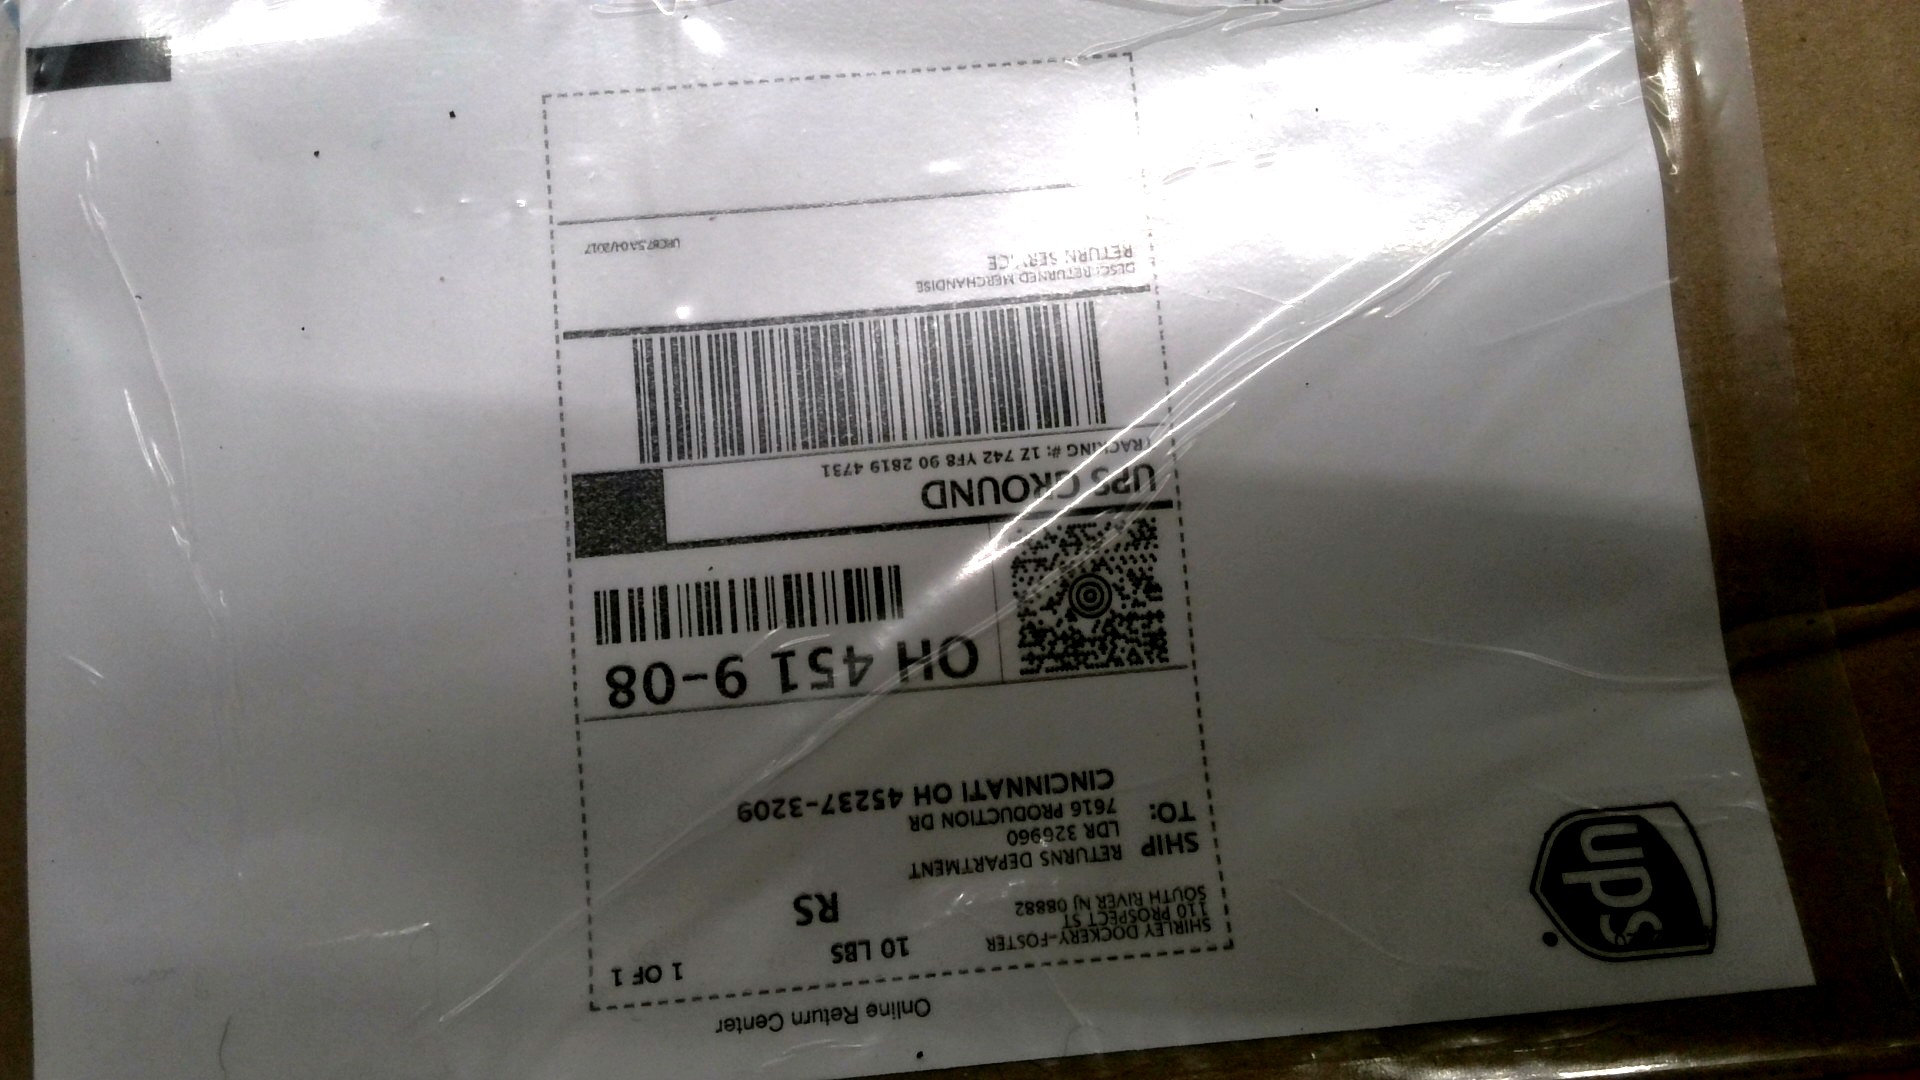 Online Return Center
SHIRLEY DOCKERY-FOSTER
110 PROSPECT ST
SOUTH RIVER NJ 08882
10 LBS
1 OF 1
RS
SHIP
TO:
RETURNS DEPARTMENT
LDR 326960
7616 PRODUCTION DR
CINCINNATI OH 45237-3209
OH 451 9-08
UPS GROUND
TRACKING #: 1Z 742 YF8 90 2819 4731
DESC: RETURNED MERCHANDISE
RETURN SERVICE
ups